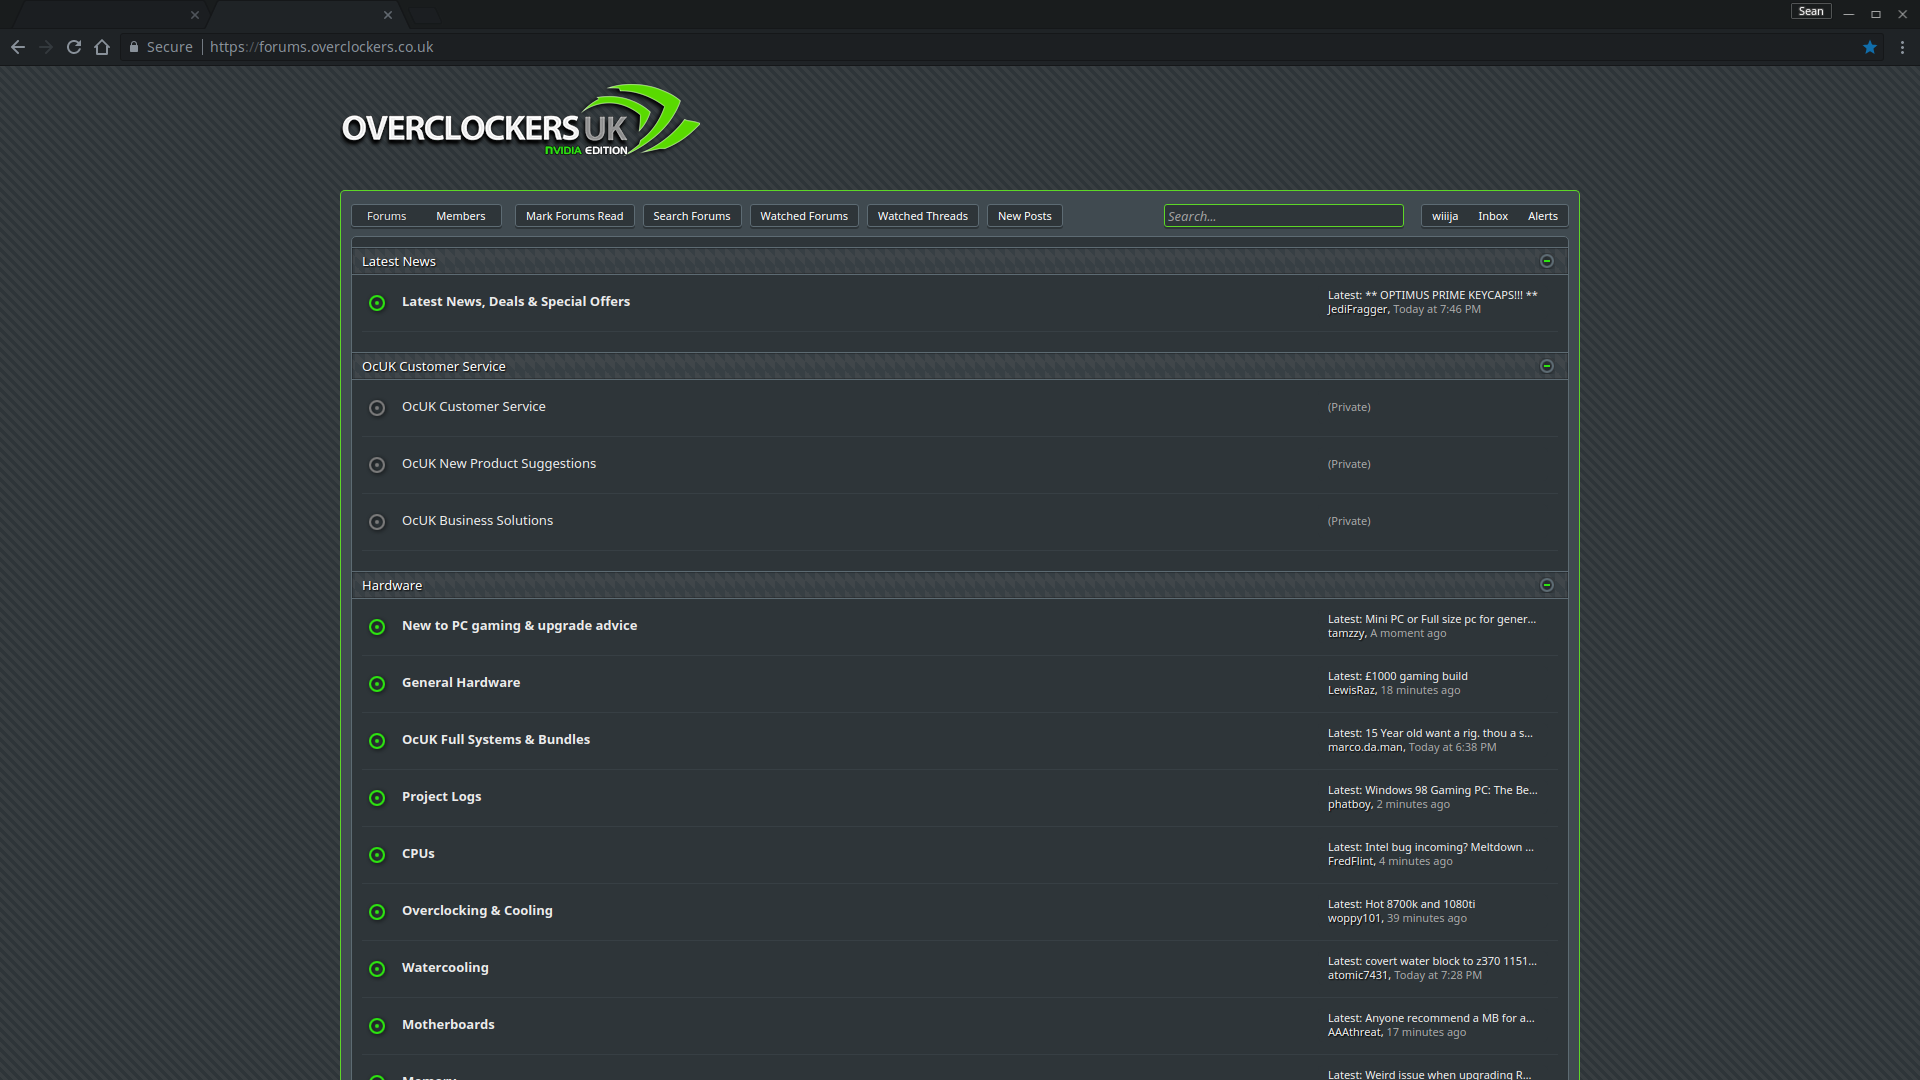 Sean
Secure https://forums.overclockers.co.uk
OVERCLOCKERS UK
NVIDIA EDITION
Forums Members Mark Forums Read Search Forums Watched Forums Watched Threads New Posts Search... wiiija Inbox Alerts
Latest News
Latest News, Deals & Special Offers
Latest: ** OPTIMUS PRIME KEYCAPS!!! **
JediFragger, Today at 7:46 PM
OcUK Customer Service
OcUK Customer Service
(Private)
OcUK New Product Suggestions
(Private)
OcUK Business Solutions
(Private)
Hardware
New to PC gaming & upgrade advice
Latest: Mini PC or Full size pc for gener...
tamzzy, A moment ago
General Hardware
Latest: £1000 gaming build
LewisRaz, 18 minutes ago
OcUK Full Systems & Bundles
Latest: 15 Year old want a rig. thou a s...
marco.da.man, Today at 6:38 PM
Project Logs
Latest: Windows 98 Gaming PC: The Be...
phatboy, 2 minutes ago
CPUs
Latest: Intel bug incoming? Meltdown ...
FredFlint, 4 minutes ago
Overclocking & Cooling
Latest: Hot 8700k and 1080ti
woppy101, 39 minutes ago
Watercooling
Latest: covert water block to z370 1151...
atomic7431, Today at 7:28 PM
Motherboards
Latest: Anyone recommend a MB for a...
AAAthreat, 17 minutes ago
Memory
Latest: Weird issue when upgrading R...